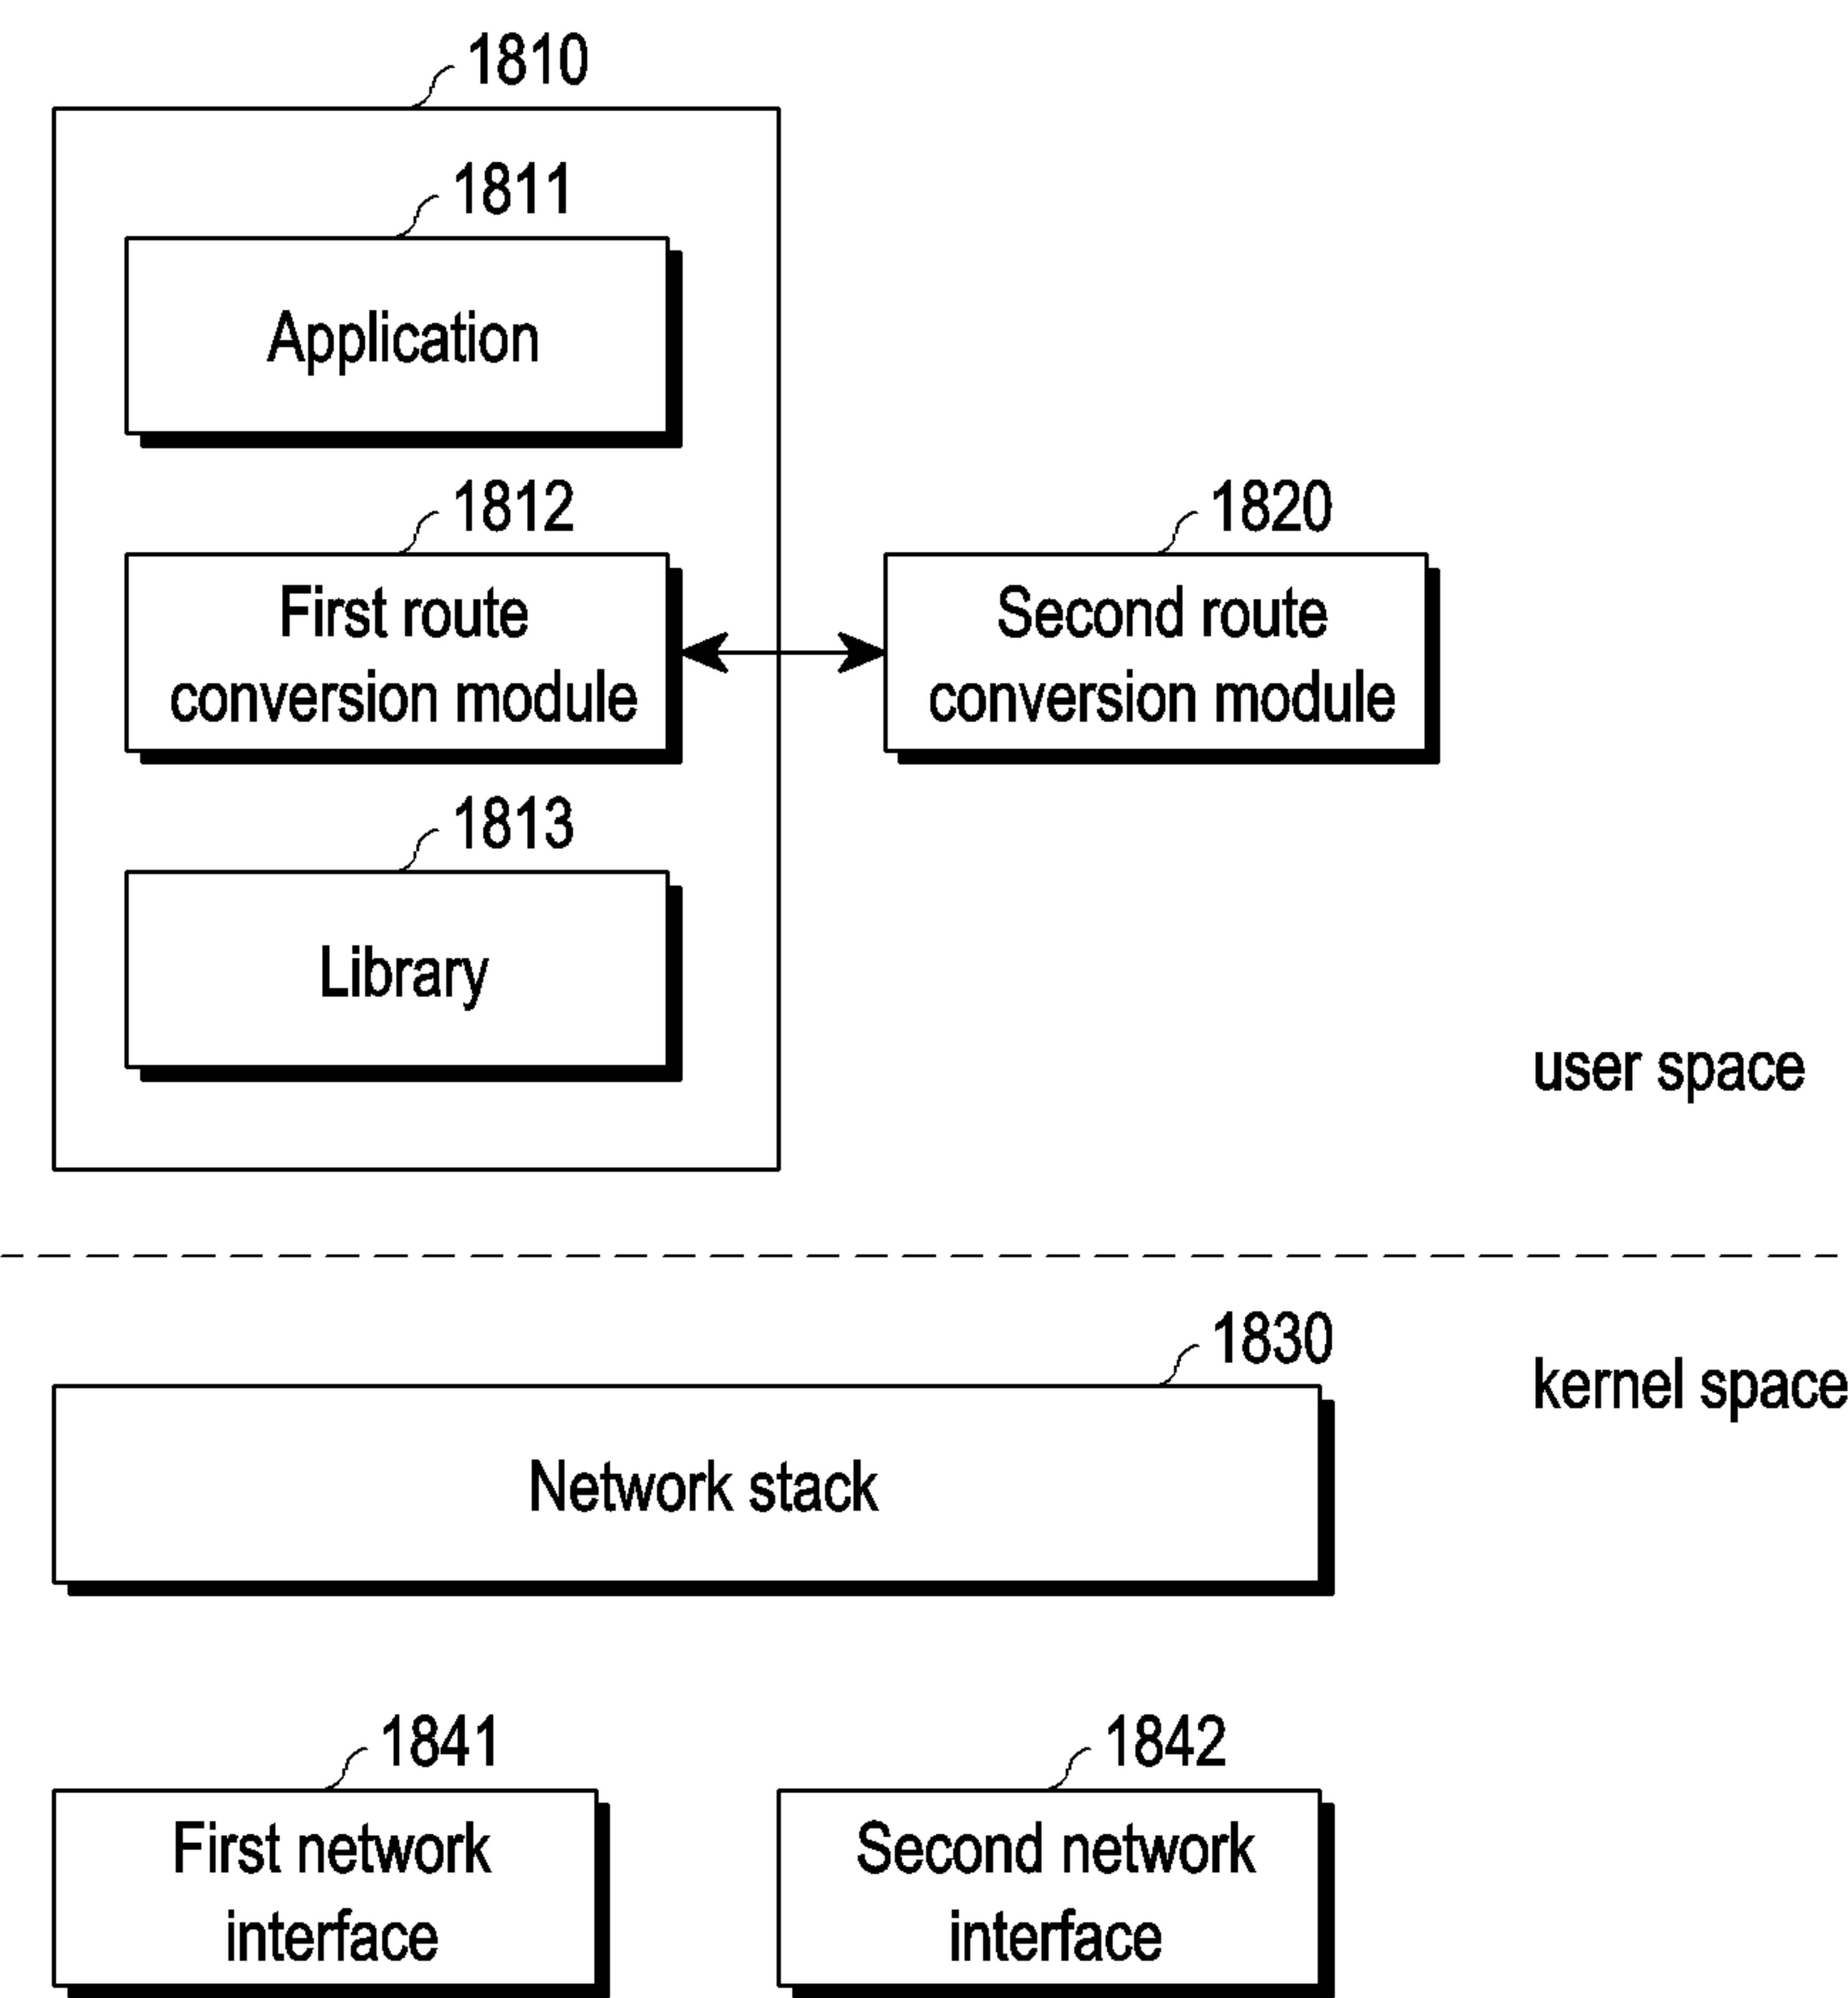 1810
1811
Application
1812
First route
conversion module
1820
Second route
conversion module
1813
Library
user space
1830
kernel space
Network stack
1841
First network
interface
1842
Second network
interface